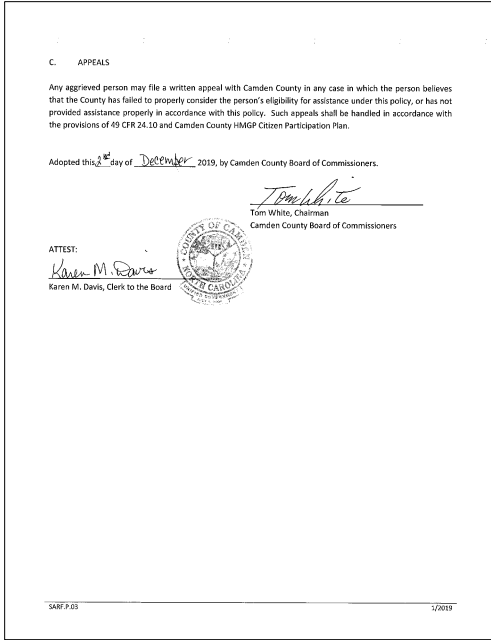 C. APPEALS
Any aggrieved person may file a written appeal with Camden County in any case in which the person believes
that the County has failed to properly consider the person's eligibility for assistance under this policy, or has not
provided assistance properly in accordance with this policy. Such appeals shall be handled in accordance with
the provisions of 49 CFR 24.10 and Camden County HMGP Citizen Participation Plan.
Adopted this 2nd day of December 2019, by Camden County Board of Commissioners.
Tom White
Tom White, Chairman
Camden County Board of Commissioners
COUNTY OF CAMDEN
NORTH CAROLINA
ATTEST:
Karen M. Davis
Karen M. Davis, Clerk to the Board
SARF.P.03 1/2019